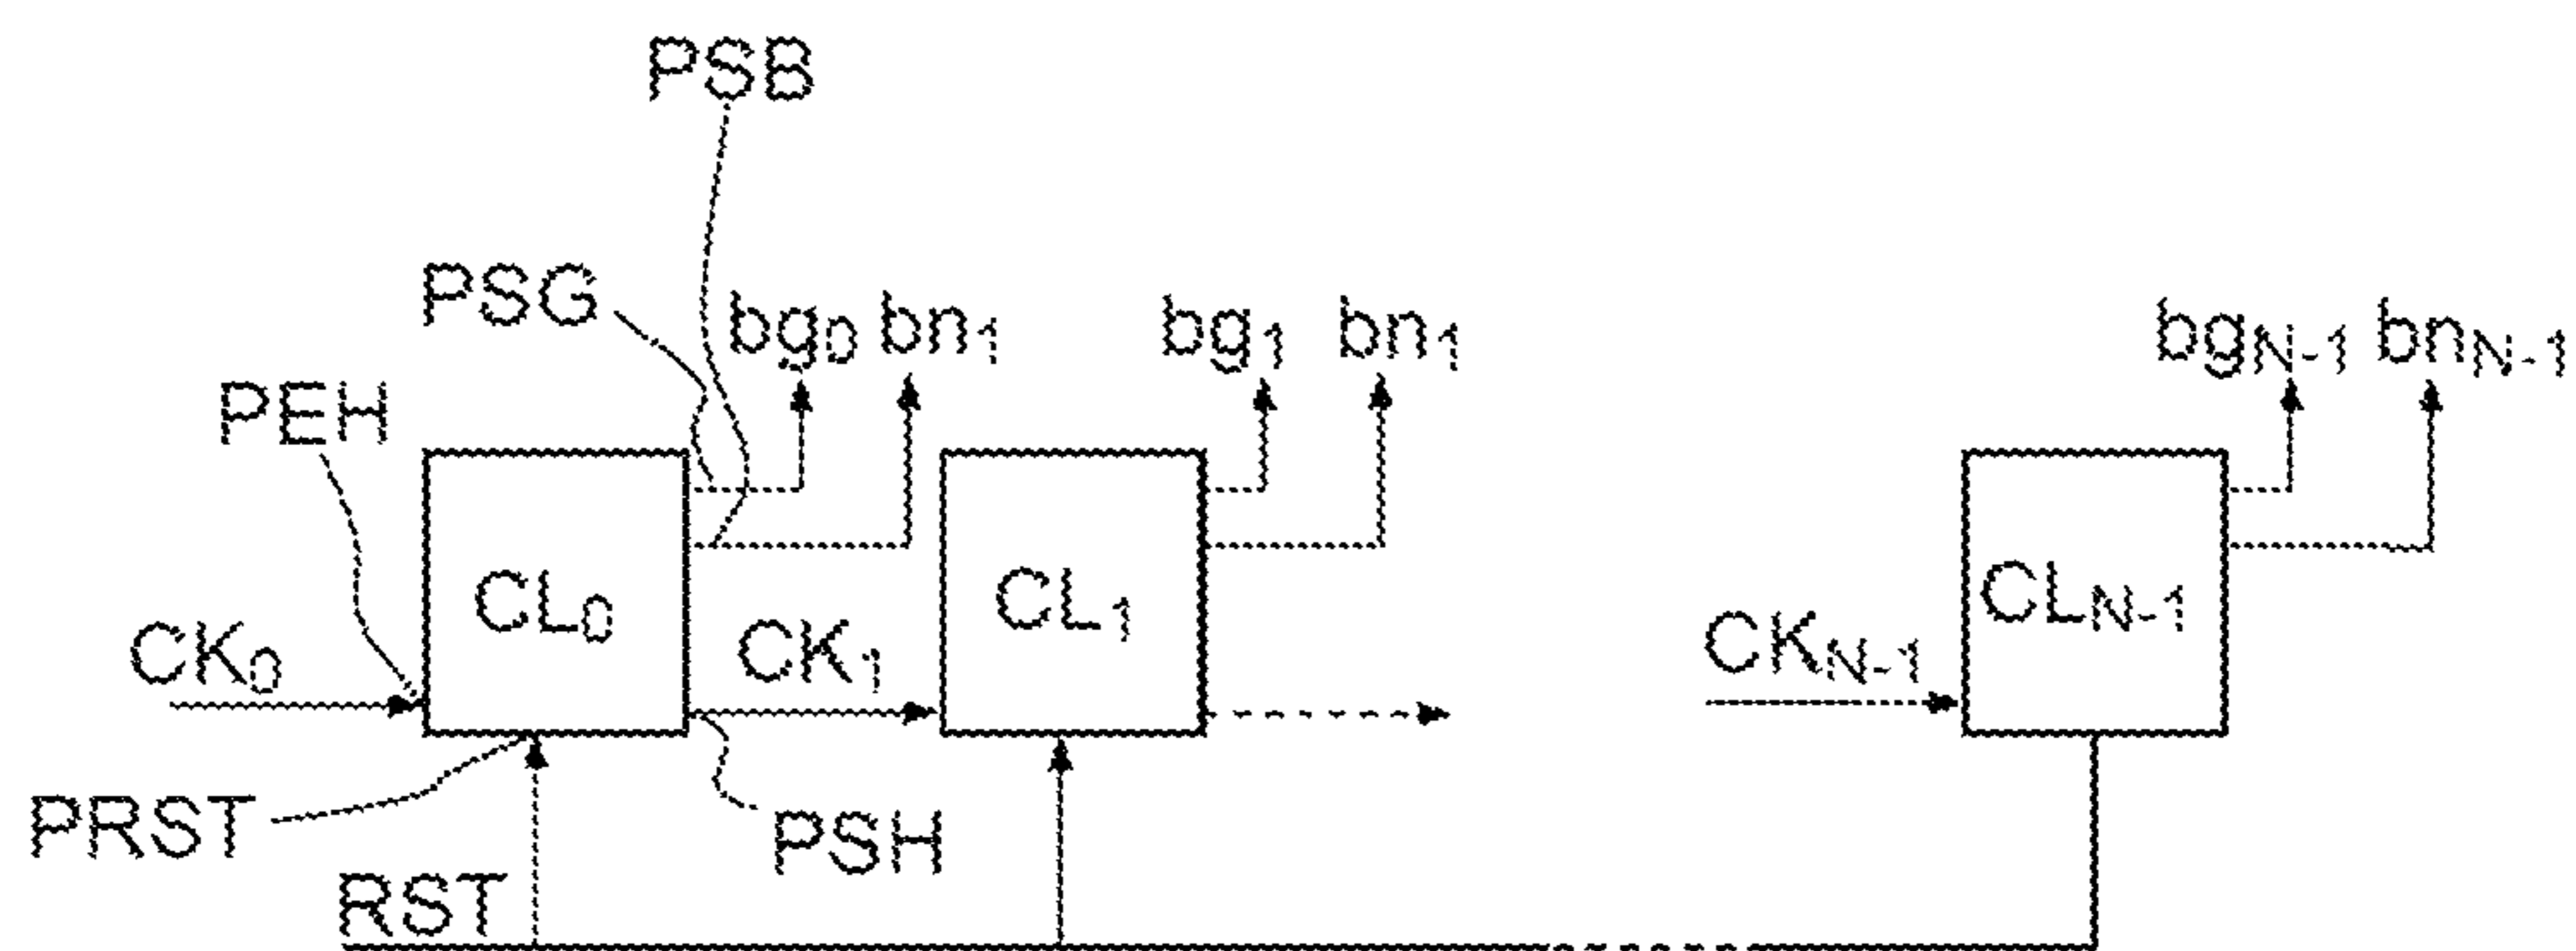 PSB
PSG
bg0 bn1
bg1 bn1
bgN-1 bnN-1
PEH
CL0
CL1
CLN-1
CK0
CK1
CKN-1
PRST
PSH
RST